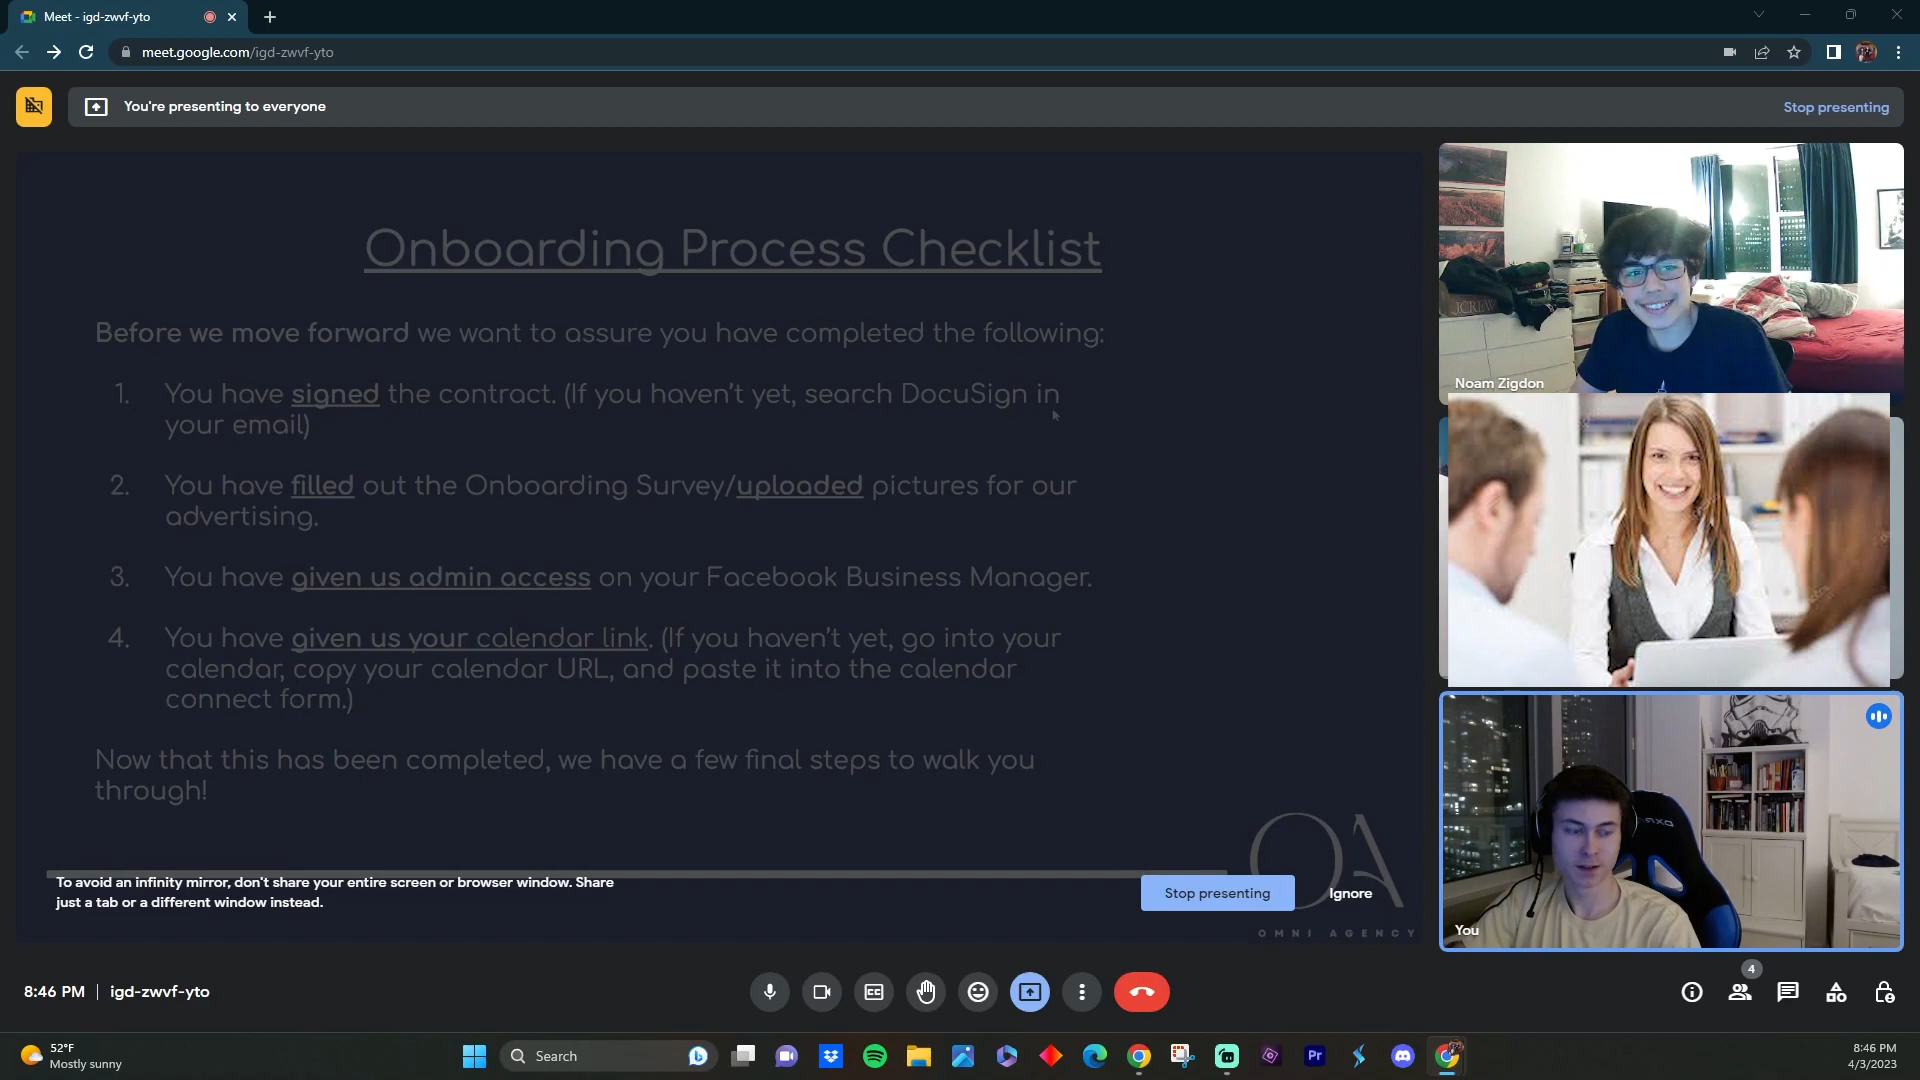 Meet - igd-zwvf-yto
meet.google.com/igd-zwvf-yto
You're presenting to everyone
Stop presenting
Onboarding Process Checklist
Before we move forward we want to assure you have completed the following:
1. You have signed the contract. (If you haven't yet, search DocuSign in
your email)
2. You have filled out the Onboarding Survey/uploaded pictures for our
advertising.
3. You have given us admin access on your Facebook Business Manager.
4. You have given us your calendar link. (If you haven't yet, go into your
calendar, copy your calendar URL, and paste it into the calendar
connect form.)
Now that this has been completed, we have a few final steps to walk you
through!
To avoid an infinity mirror, don't share your entire screen or browser window. Share
just a tab or a different window instead.
Stop presenting
Ignore
OA
OMNI AGENCY
J.CREW
Noam Zigdon
You
8:46 PM | igd-zwvf-yto
4
52°F
Mostly sunny
Search
Pr
8:46 PM
4/3/2023